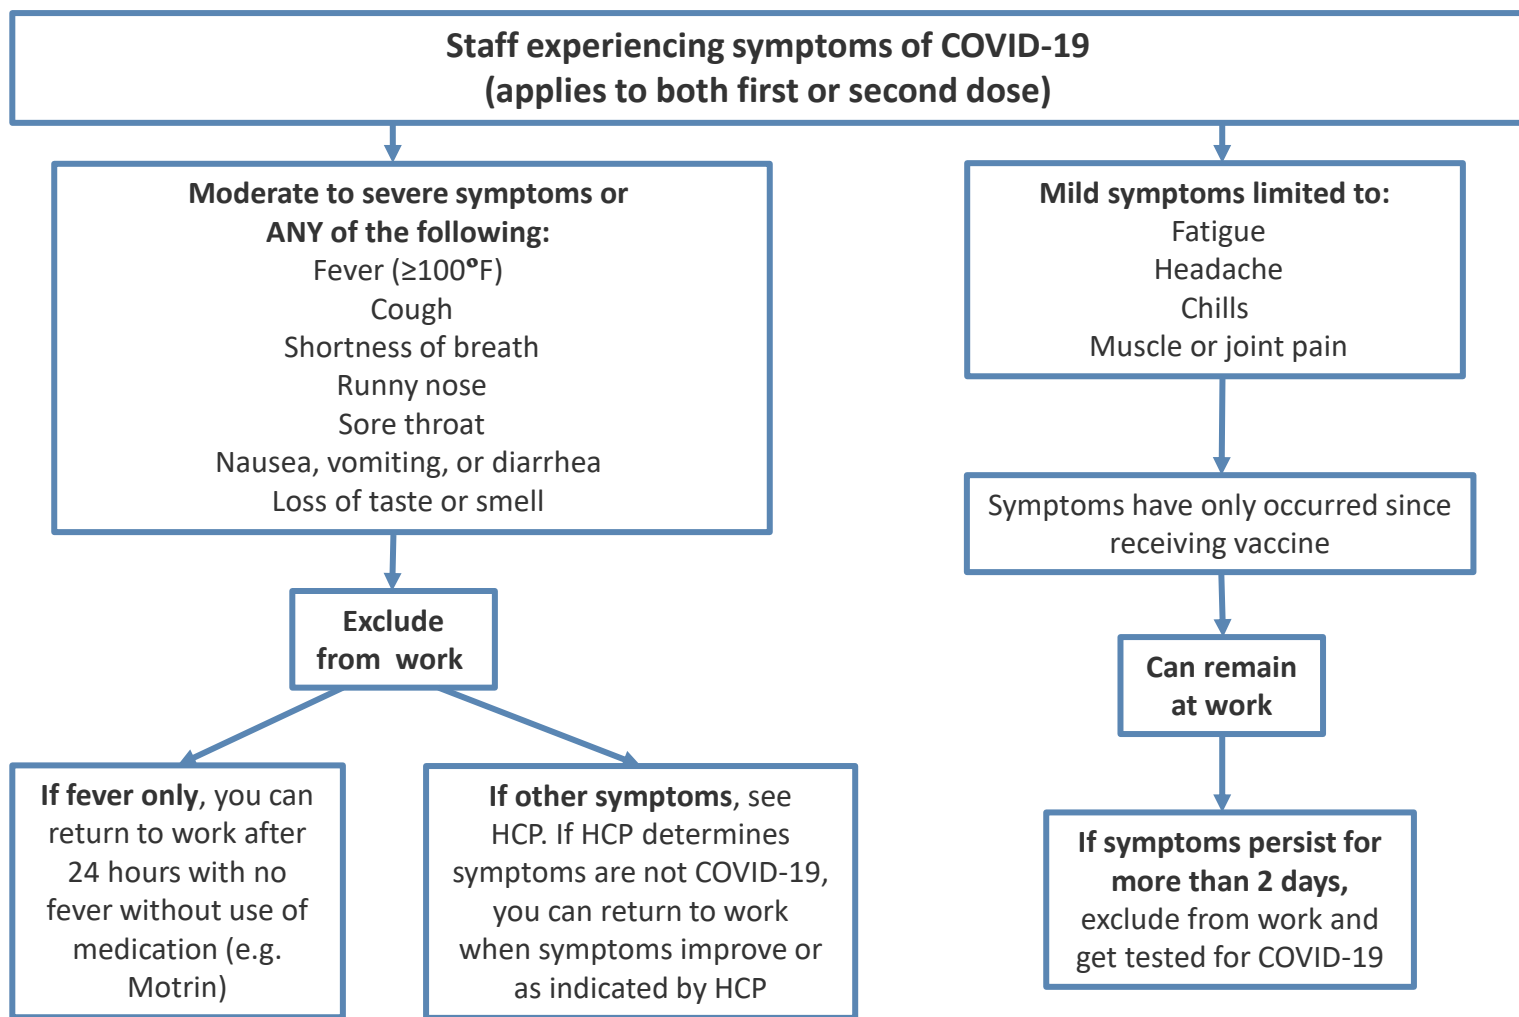 Staff experiencing symptoms of COVID-19
(applies to both first or second dose)
Moderate to severe symptoms or
ANY of the following:
Fever (≥100°F)
Cough
Shortness of breath
Runny nose
Sore throat
Nausea, vomiting, or diarrhea
Loss of taste or smell
Exclude
from work
If fever only, you can
return to work after
24 hours with no
fever without use of
medication (e.g.
Motrin)
If other symptoms, see
HCP. If HCP determines
symptoms are not COVID-19,
you can return to work
when symptoms improve or
as indicated by HCP
Mild symptoms limited to:
Fatigue
Headache
Chills
Muscle or joint pain
Symptoms have only occurred since
receiving vaccine
Can remain
at work
If symptoms persist for
more than 2 days,
exclude from work and
get tested for COVID-19